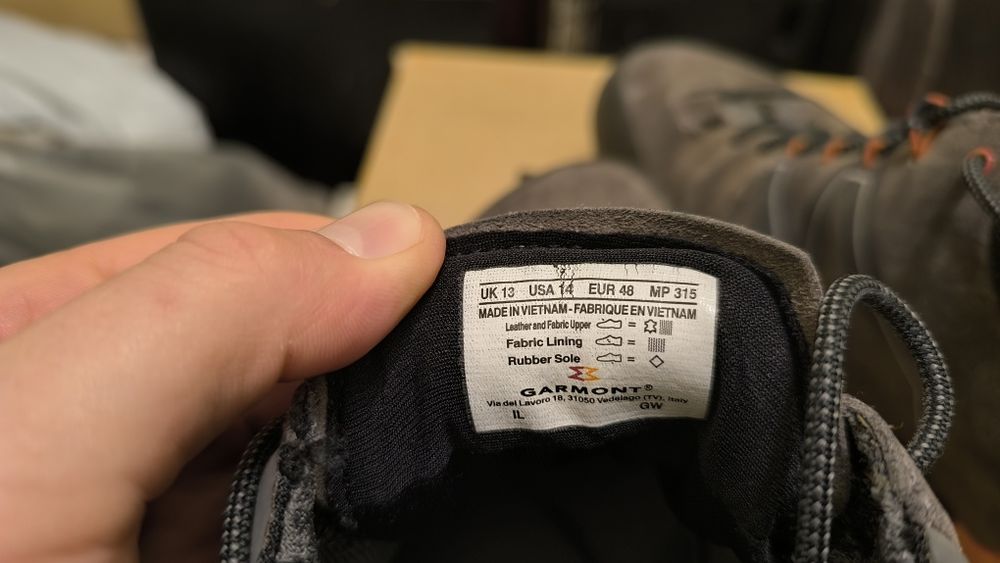 UK 13 USA 14 EUR 48 MP 315
MADE IN VIETNAM - FABRIQUE EN VIETNAM
Leather and Fabric Upper =
Fabric Lining =
Rubber Sole =
GARMONT®
Via del Lavoro 18, 31050 Vedelago (TV), Italy
IL GW